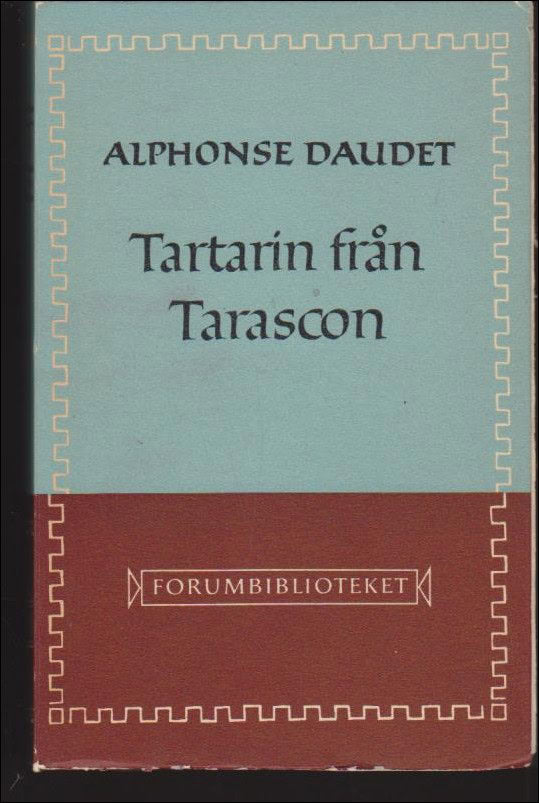 ALPHONSE DAUDET
Tartarin från
Tarascon
FORUMBIBLIOTEKET